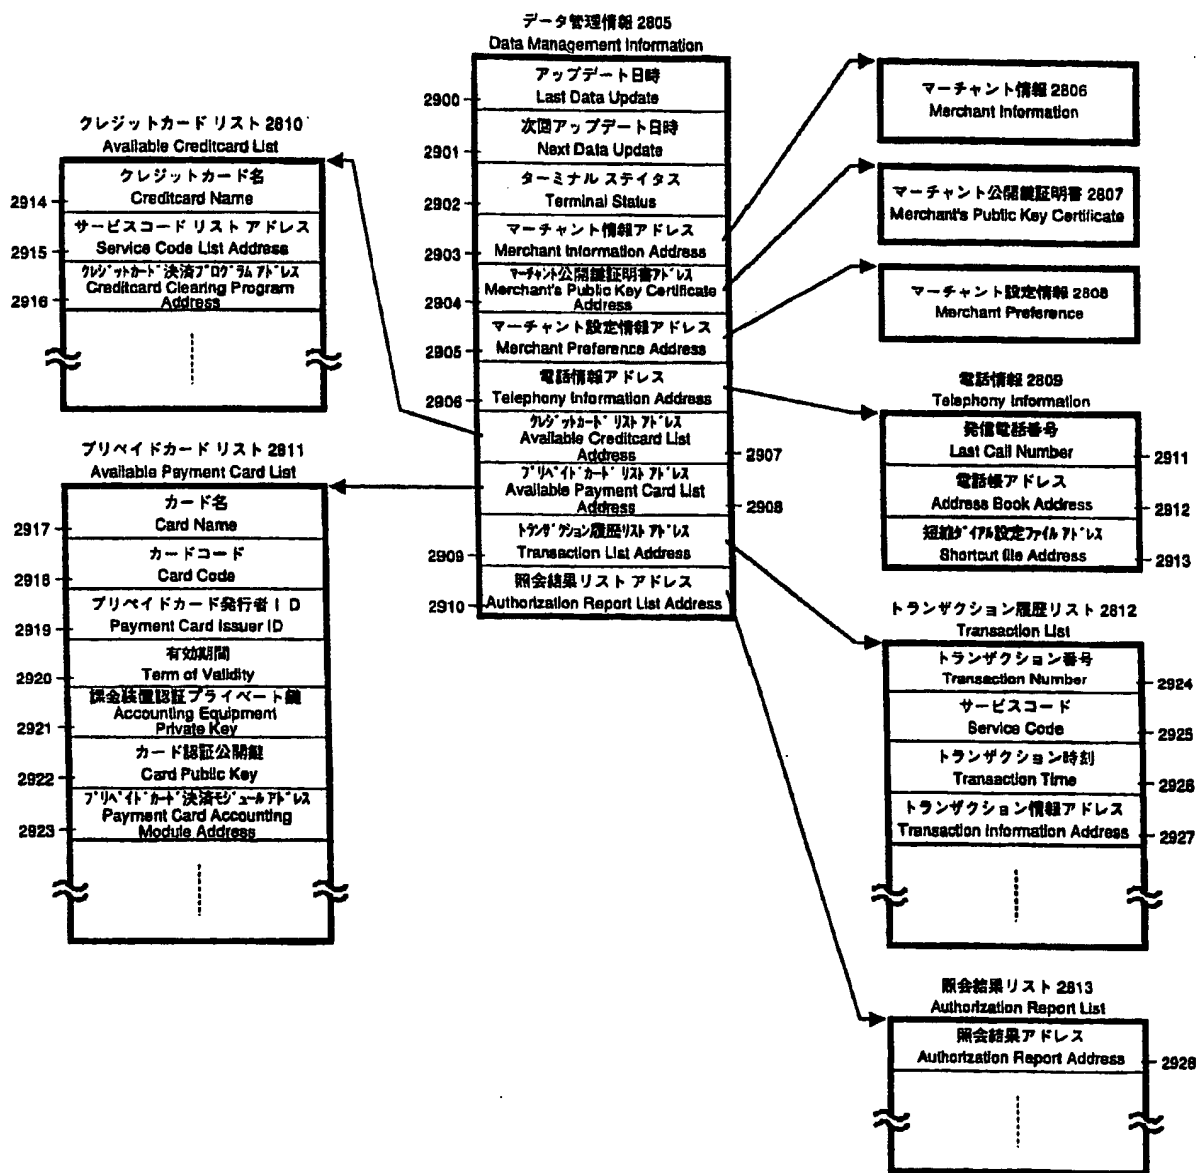 データ管理情報 2805
Data Management Information
アップデート日時
Last Data Update
2900
次回アップデート日時
Next Data Update
2901
ターミナル ステイタス
Terminal Status
2902
マーチャント情報アドレス
Merchant Information Address
2903
マーチャント公開鍵証明書アドレス
Merchant's Public Key Certificate
Address
2904
マーチャント設定情報アドレス
Merchant Preference Address
2905
電話情報アドレス
Telephony Information Address
2906
クレジットカード リスト アドレス
Available Creditcard List
Address
2907
プリペイドカード リスト アドレス
Available Payment Card List
Address
2908
トランザクション履歴リスト アドレス
Transaction List Address
2909
照会結果リスト アドレス
Authorization Report List Address
2910
クレジットカード リスト 2810
Available Creditcard List
クレジットカード名
Creditcard Name
2914
サービスコード リスト アドレス
Service Code List Address
2915
クレジットカード決済プログラム アドレス
Creditcard Clearing Program
Address
2916
プリペイドカード リスト 2811
Available Payment Card List
カード名
Card Name
2917
カードコード
Card Code
2918
プリペイドカード発行者ID
Payment Card Issuer ID
2919
有効期間
Term of Validity
2920
課金装置認証プライベート鍵
Accounting Equipment
Private Key
2921
カード認証公開鍵
Card Public Key
2922
プリペイドカード決済モジュール アドレス
Payment Card Accounting
Module Address
2923
マーチャント情報 2806
Merchant Information
マーチャント公開鍵証明書 2807
Merchant's Public Key Certificate
マーチャント設定情報 2808
Merchant Preference
電話情報 2809
Telephony Information
発信電話番号
Last Call Number
2911
電話帳アドレス
Address Book Address
2912
短縮ダイアル設定ファイル アドレス
Shortcut file Address
2913
トランザクション履歴リスト 2812
Transaction List
トランザクション番号
Transaction Number
2924
サービスコード
Service Code
2925
トランザクション時刻
Transaction Time
2926
トランザクション情報アドレス
Transaction Information Address
2927
照会結果リスト 2813
Authorization Report List
照会結果アドレス
Authorization Report Address
2928